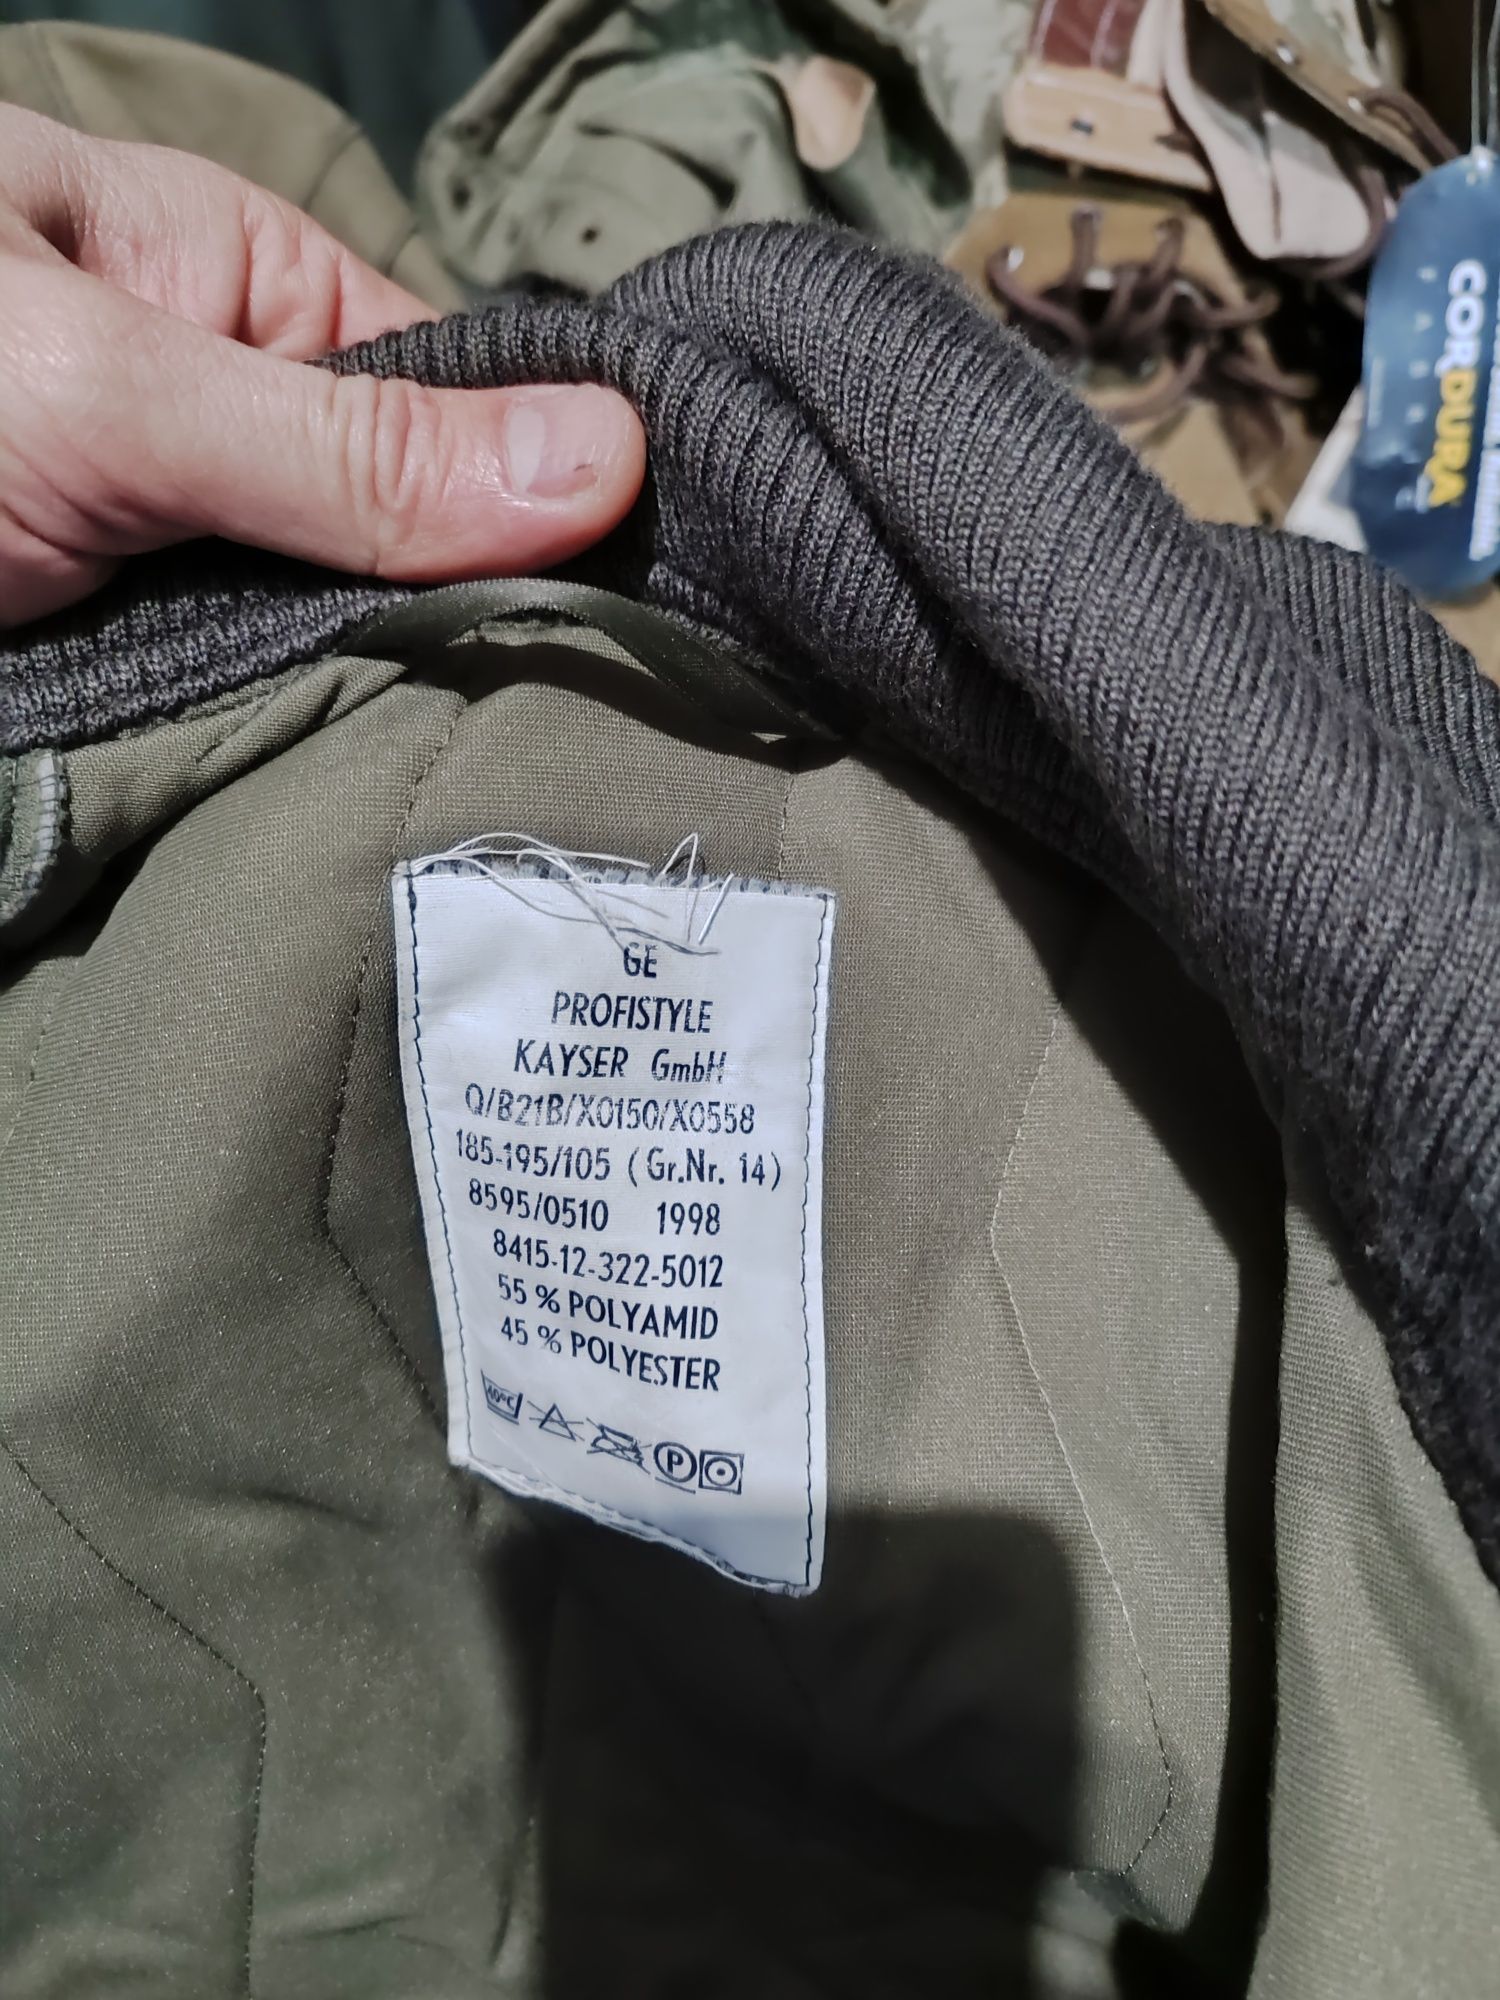 GE
PROFISTYLE
KAYSER GmbH
Q/B21B/X0150/X0558
185-195/105 (Gr.Nr. 14)
8595/0510 1998
8415-12-322-5012
55 % POLYAMID
45 % POLYESTER
40°C
P
CORDURA